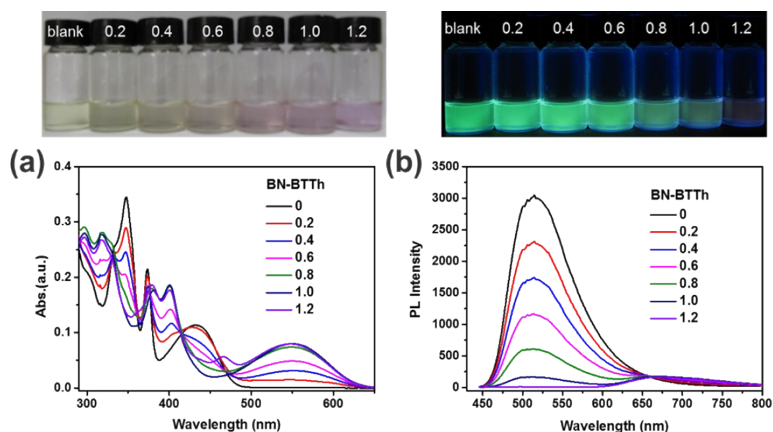 blank 0.2 0.4 0.6 0.8 1.0 1.2
blank 0.2 0.4 0.6 0.8 1.0 1.2
(a)
0.4
0.3
0.2
0.1
0.0
Abs.(a.u.)
300 400 500 600
Wavelength (nm)
BN-BTTh
0
0.2
0.4
0.6
0.8
1.0
1.2
(b)
3500
3000
2500
2000
1500
1000
500
0
PL Intensity
450 500 550 600 650 700 750 800
Wavelength (nm)
BN-BTTh
0
0.2
0.4
0.6
0.8
1.0
1.2